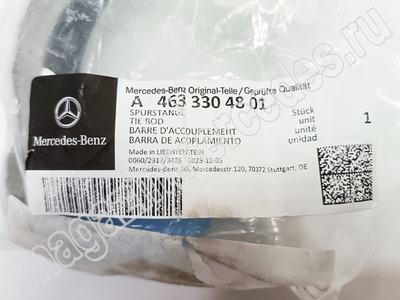 Mercedes-Benz Original-Teile/Geprüfte Qualität
A 463 330 48 01
SPURSTANGE Stück
TIE ROD unit 1
BARRE D'ACCOUPLEMENT unité
BARRA DE ACOPLAMIENTO unidad
Made in LIECHTENSTEIN
Mercedes-Benz AG, Mercedesstr.120, 70372 Stuttgart, DE
Mercedes-Benz